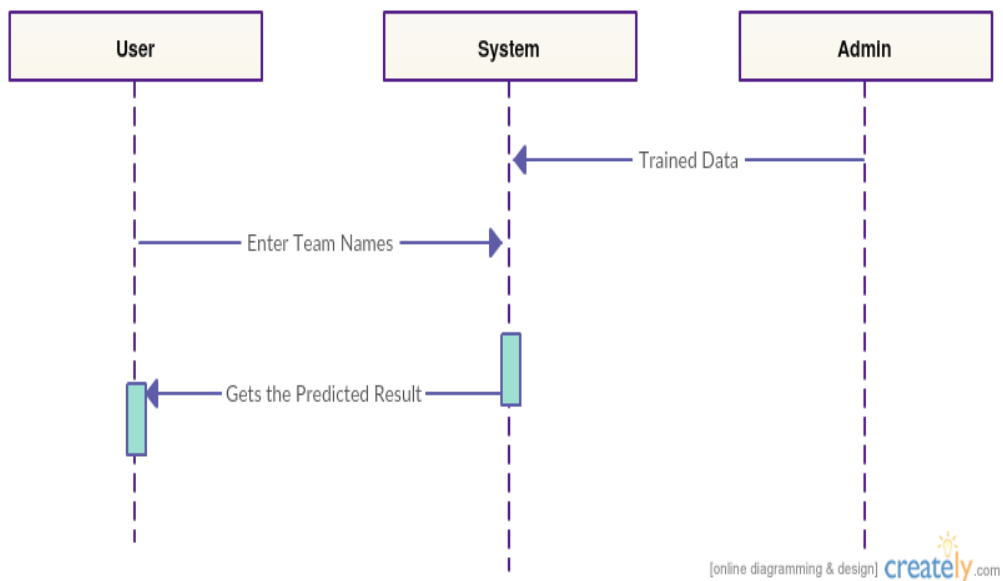 User
System
Admin
Trained Data
Enter Team Names
Gets the Predicted Result
[online diagramming & design] creately.com